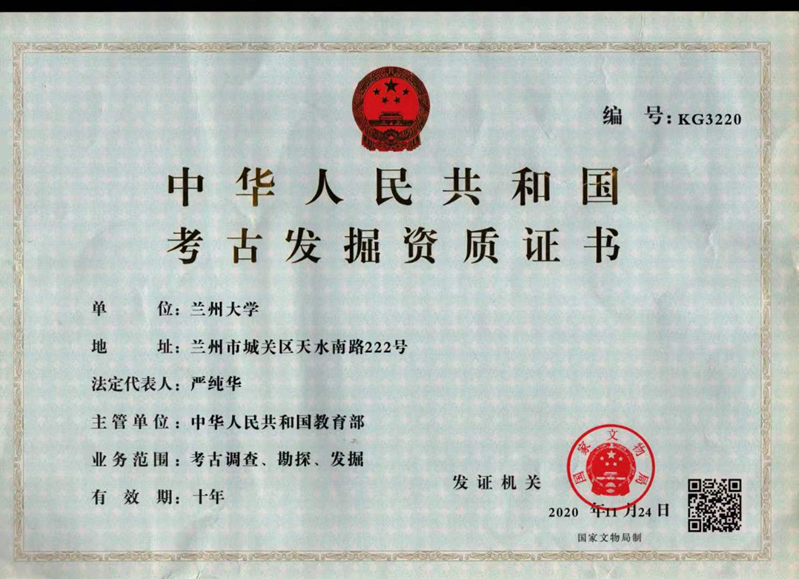 编 号：KG3220
中华人民共和国
考古发掘资质证书
单 位：兰州大学
地 址：兰州市城关区天水南路222号
法定代表人：严纯华
主管单位：中华人民共和国教育部
业务范围：考古调查、勘探、发掘
有 效 期：十年
发证机关
国家文物局
2020 年11 月24 日
国家文物局制